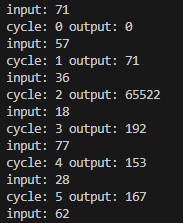 input: 71
cycle: 0 output: 0
input: 57
cycle: 1 output: 71
input: 36
cycle: 2 output: 65522
input: 18
cycle: 3 output: 192
input: 77
cycle: 4 output: 153
input: 28
cycle: 5 output: 167
input: 62